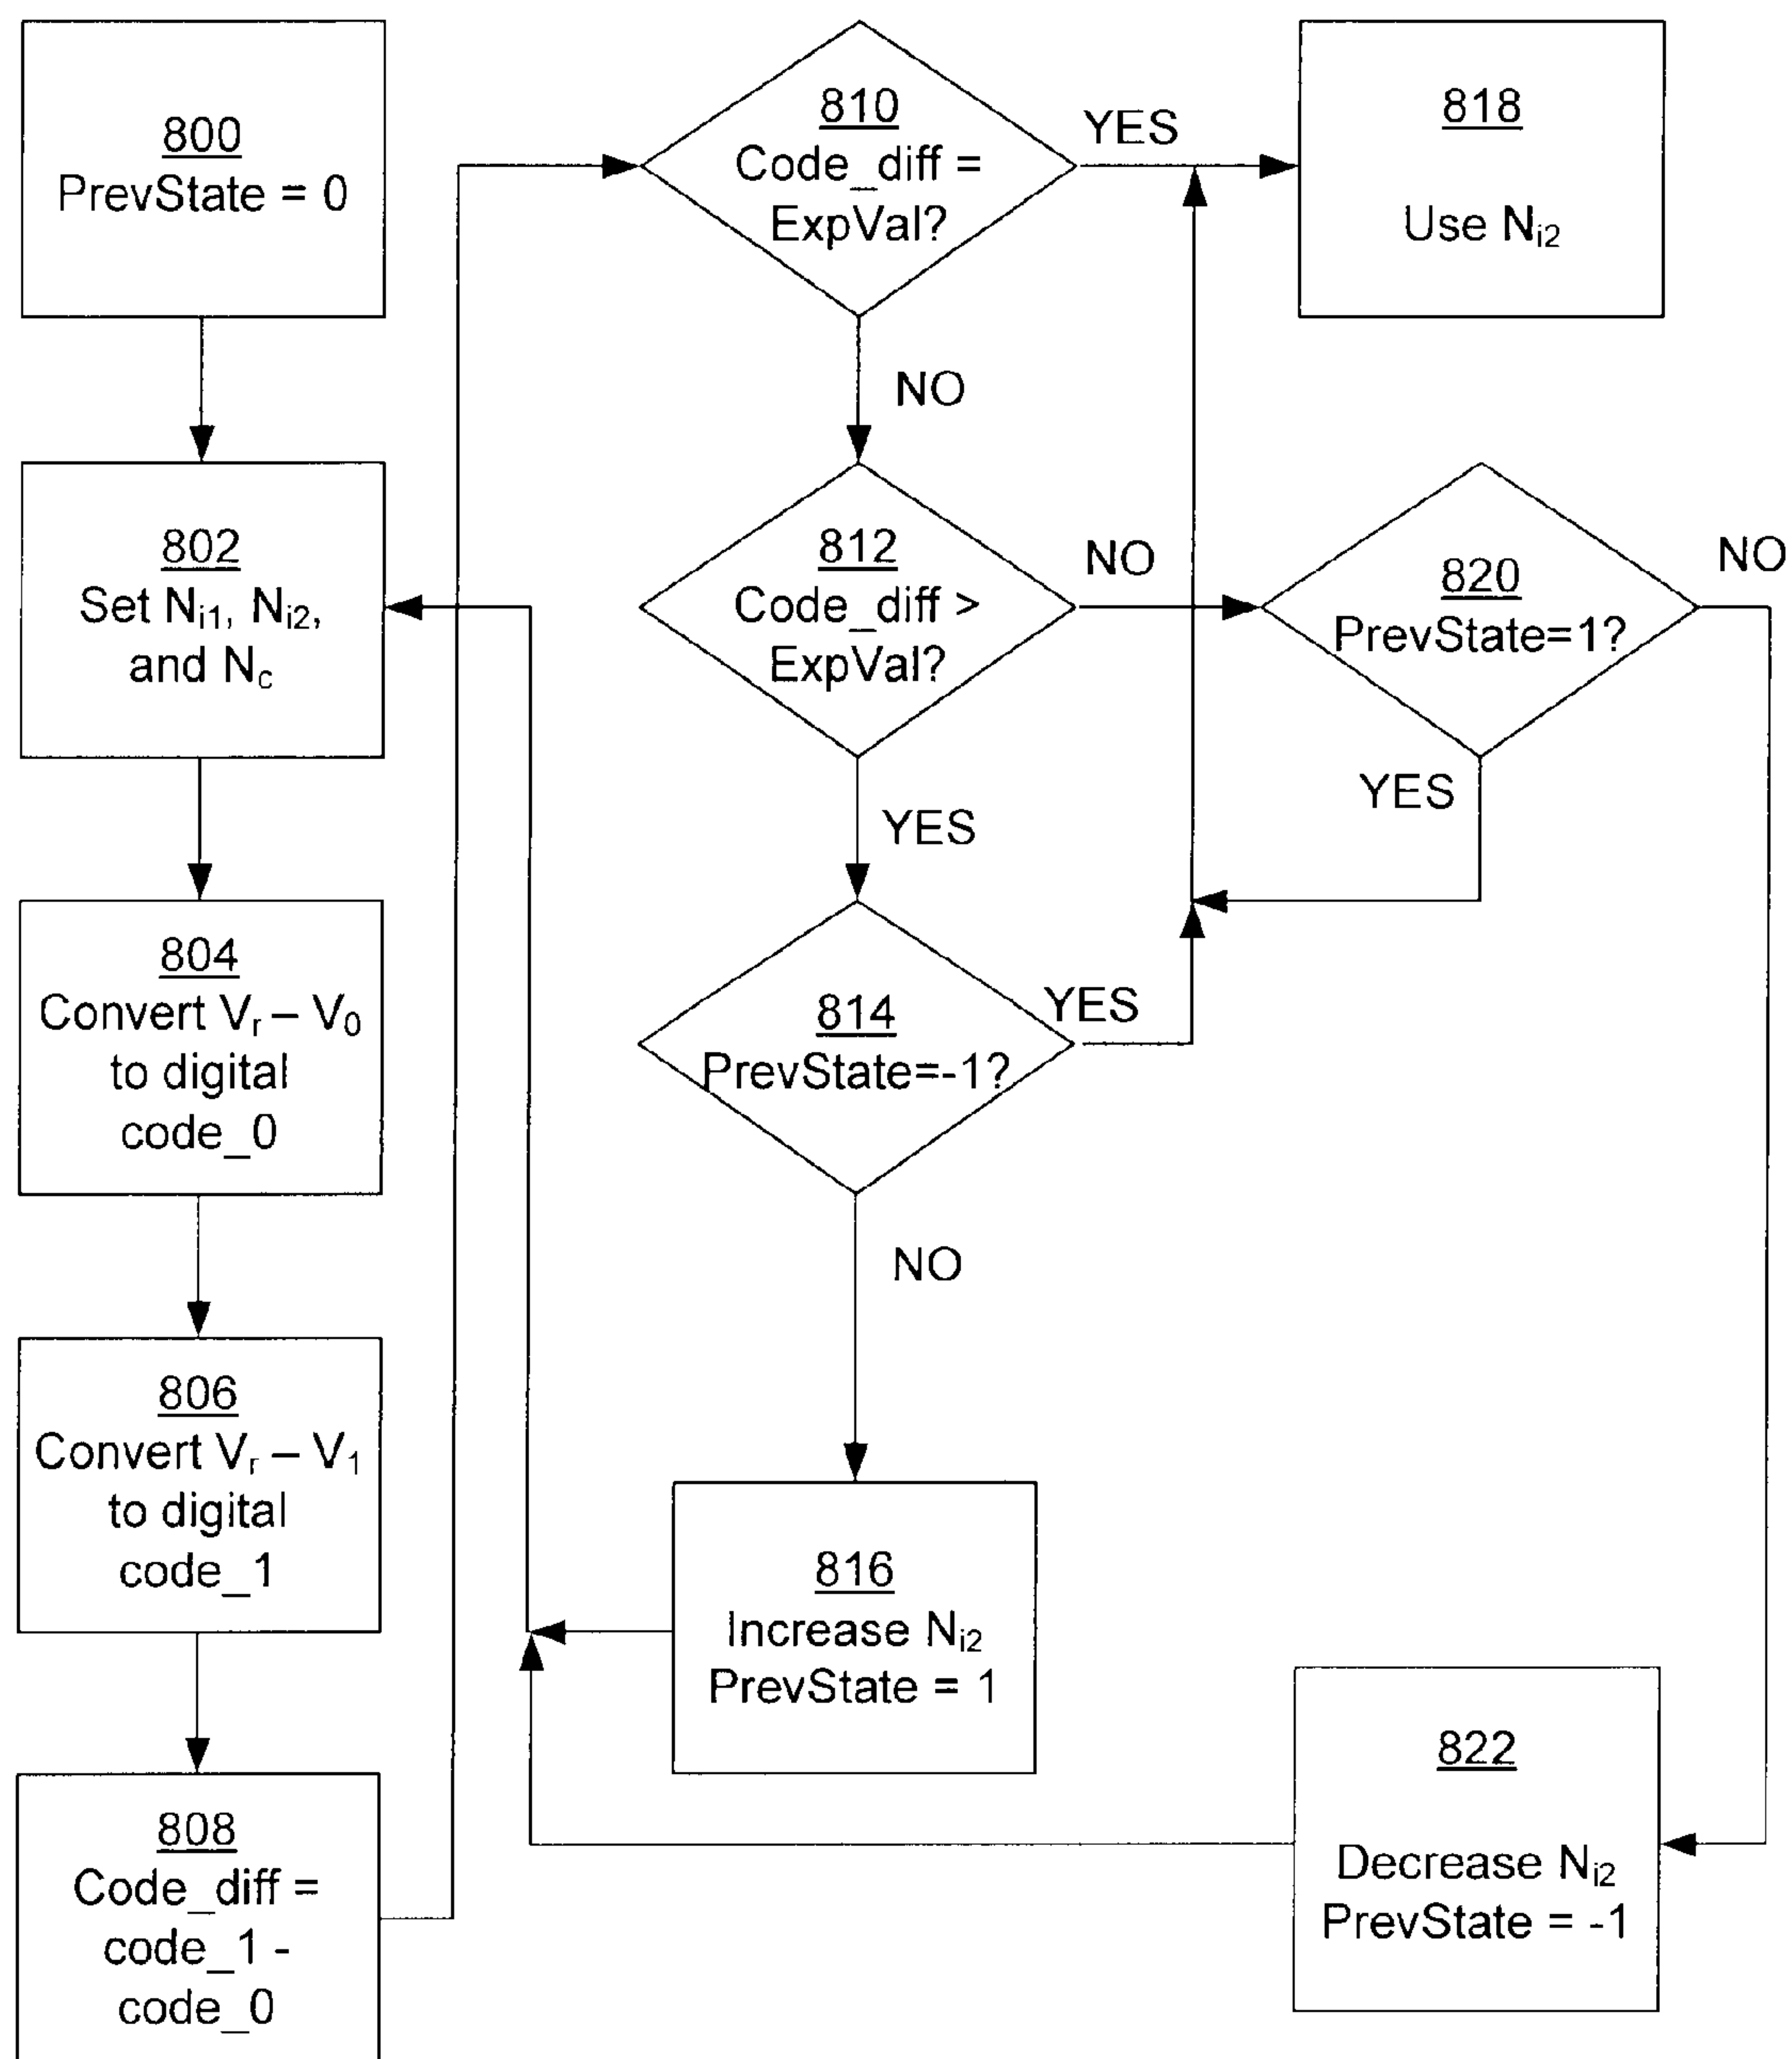 800
PrevState = 0
802
Set Ni1, Ni2,
and Nc
804
Convert Vr – V0
to digital
code_0
806
Convert Vr – V1
to digital
code_1
808
Code_diff =
code_1 -
code_0
810
Code_diff =
ExpVal?
YES
NO
812
Code_diff >
ExpVal?
NO
YES
814
PrevState=-1?
YES
NO
816
Increase Ni2
PrevState = 1
818
Use Ni2
820
PrevState=1?
NO
YES
822
Decrease Ni2
PrevState = -1